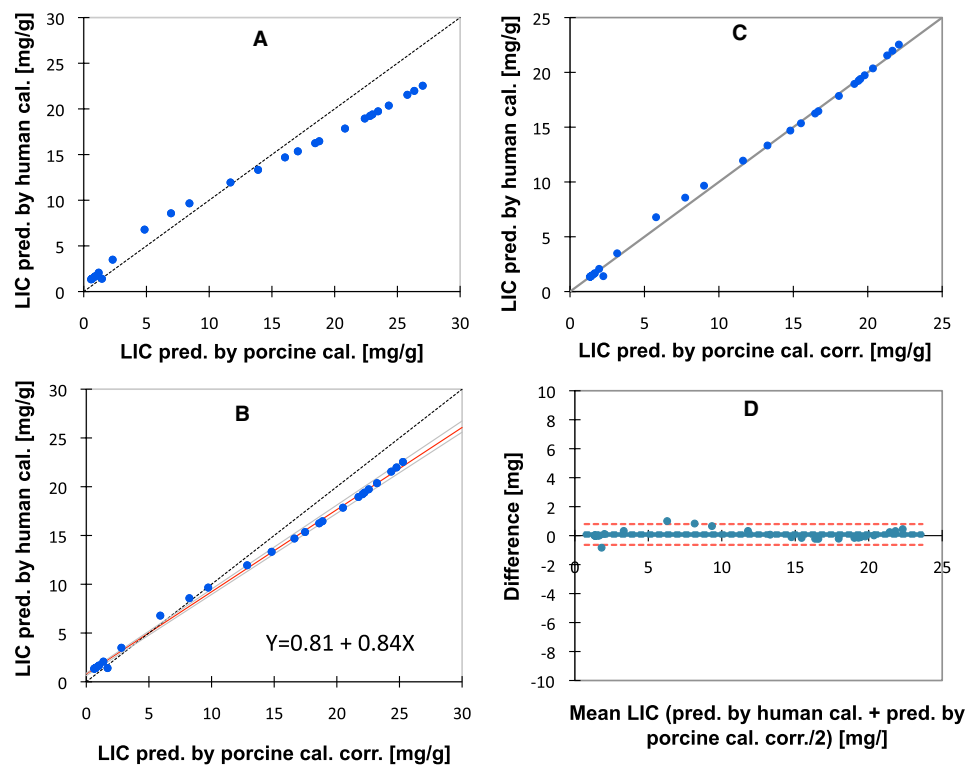 A
LIC pred. by human cal. [mg/g]
30
25
20
15
10
5
0
0 5 10 15 20 25 30
LIC pred. by porcine cal. [mg/g]
C
LIC pred. by human cal. [mg/g]
25
20
15
10
5
0
0 5 10 15 20 25
LIC pred. by porcine cal. corr. [mg/g]
B
LIC pred. by human cal. [mg/g]
30
25
20
15
10
5
0
Y=0.81 + 0.84X
0 5 10 15 20 25 30
LIC pred. by porcine cal. corr. [mg/g]
D
Difference [mg]
10
8
6
4
2
0
-2
-4
-6
-8
-10
0 5 10 15 20 25
Mean LIC (pred. by human cal. + pred. by
porcine cal. corr./2) [mg/]